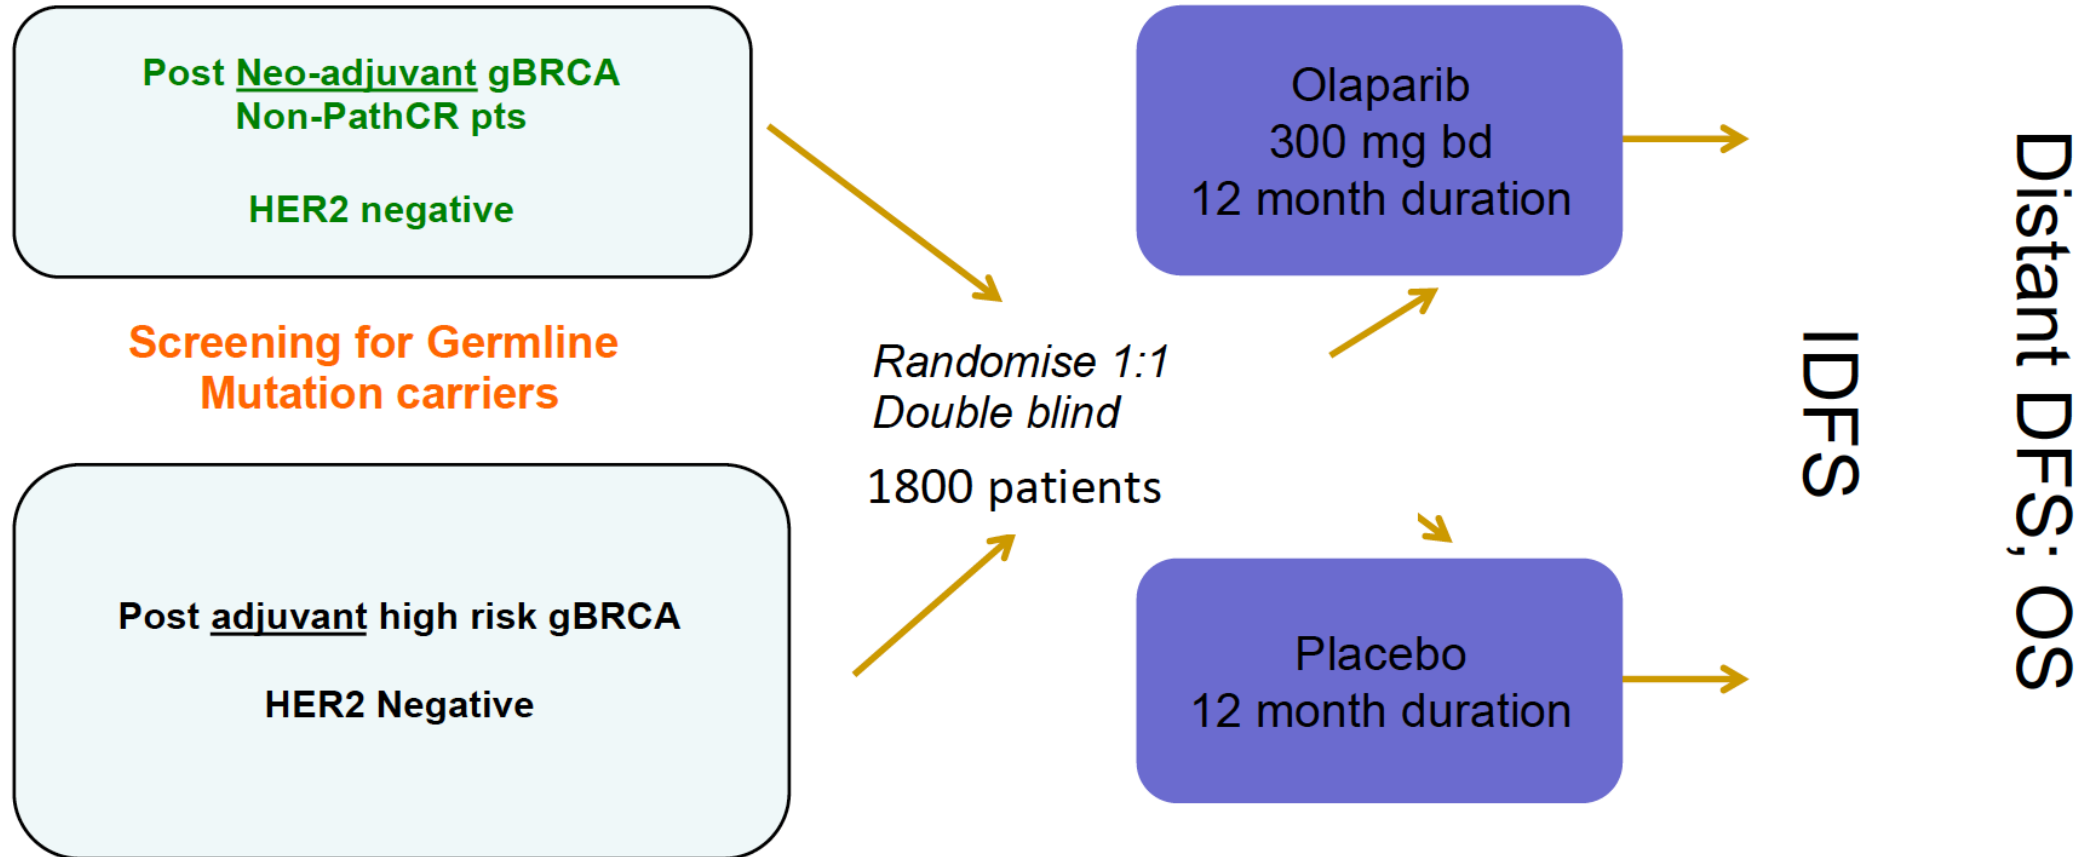 Post Neo-adjuvant gBRCA
Non-PathCR pts
HER2 negative
Screening for Germline
Mutation carriers
Post adjuvant high risk gBRCA
HER2 Negative
Randomise 1:1
Double blind
1800 patients
Olaparib
300 mg bd
12 month duration
Placebo
12 month duration
IDFS
Distant DFS; OS